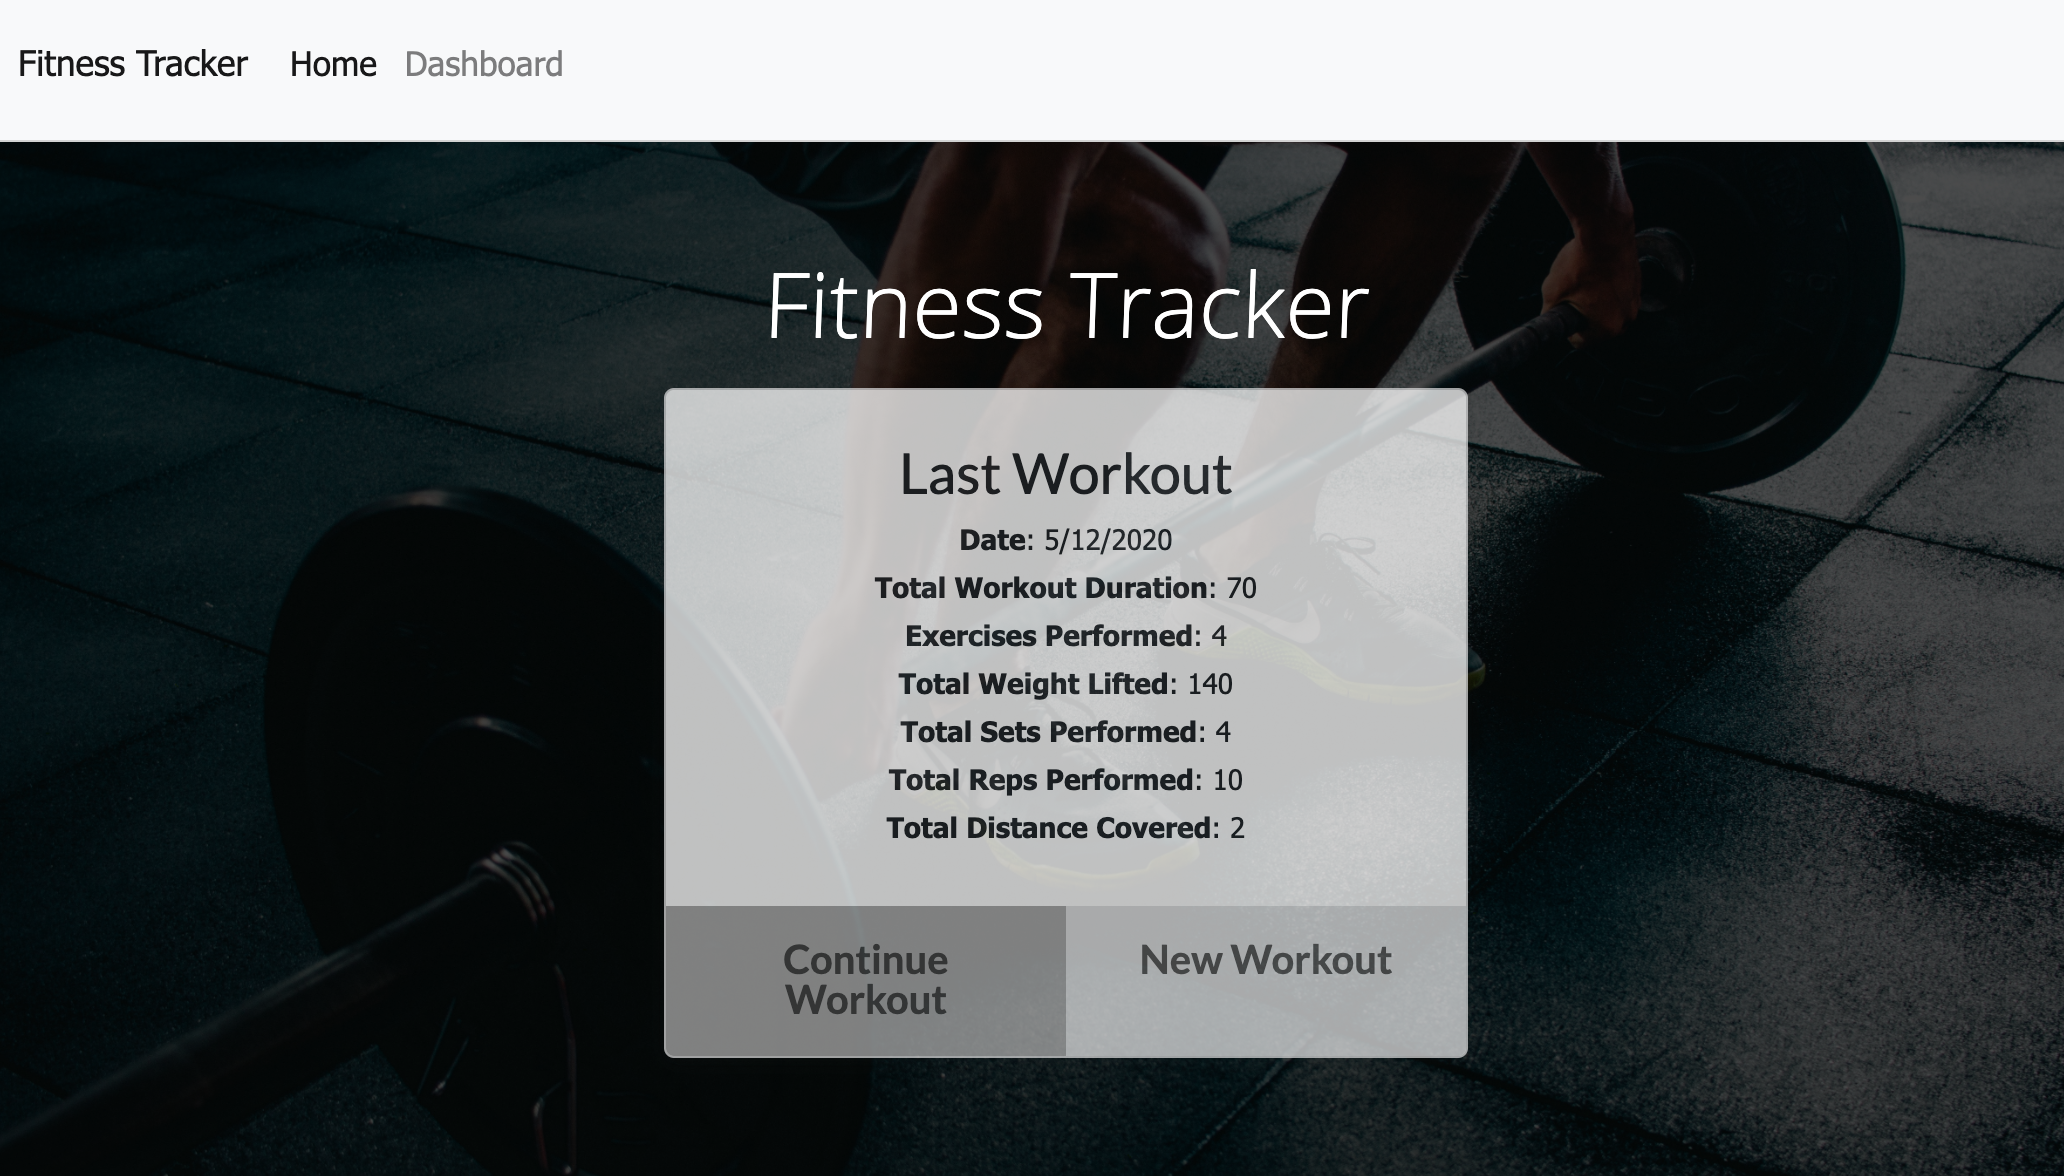 Fitness Tracker Home Dashboard
Fitness Tracker
Last Workout
Date: 5/12/2020
Total Workout Duration: 70
Exercises Performed: 4
Total Weight Lifted: 140
Total Sets Performed: 4
Total Reps Performed: 10
Total Distance Covered: 2
Continue
Workout
New Workout